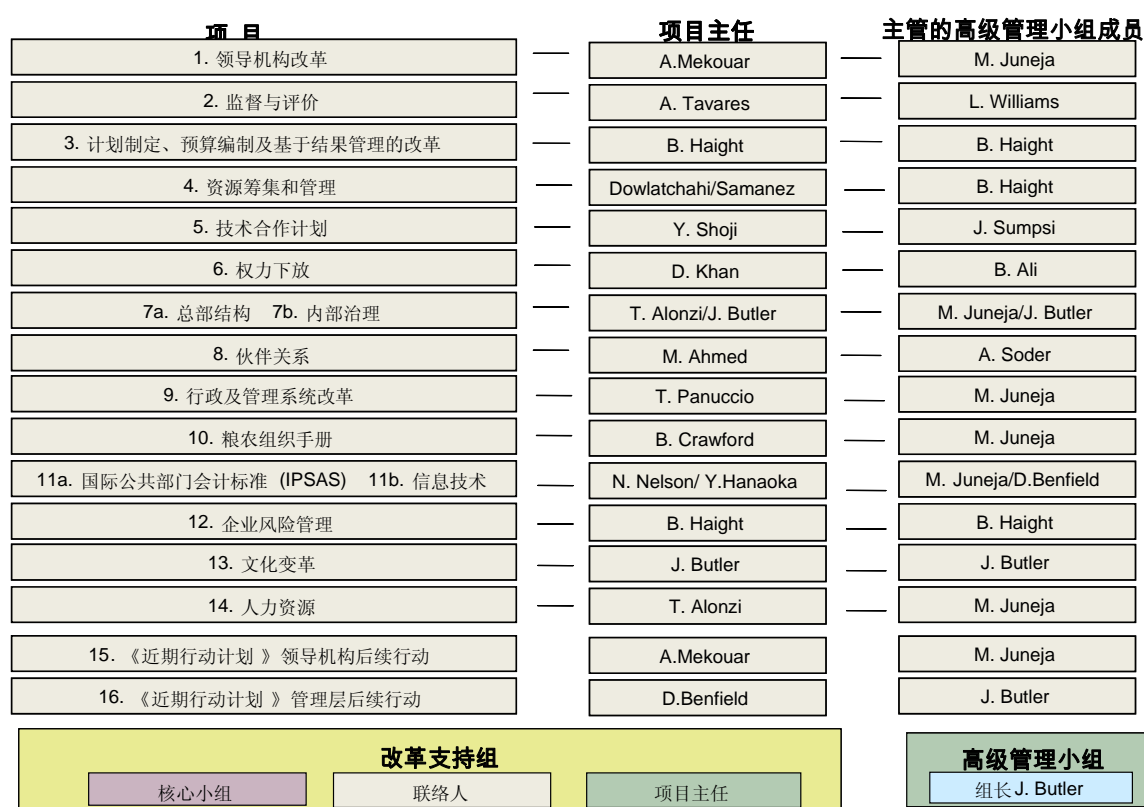 项 目 项目主任 主管的高级管理小组成员
1. 领导机构改革 A.Mekouar M. Juneja
2. 监督与评价 A. Tavares L. Williams
3. 计划制定、预算编制及基于结果管理的改革 B. Haight B. Haight
4. 资源筹集和管理 Dowlatchahi/Samanez B. Haight
5. 技术合作计划 Y. Shoji J. Sumpsi
6. 权力下放 D. Khan B. Ali
7a. 总部结构 7b. 内部治理 T. Alonzi/J. Butler M. Juneja/J. Butler
8. 伙伴关系 M. Ahmed A. Soder
9. 行政及管理系统改革 T. Panuccio M. Juneja
10. 粮农组织手册 B. Crawford M. Juneja
11a. 国际公共部门会计标准 (IPSAS) 11b. 信息技术 N. Nelson/ Y.Hanaoka M. Juneja/D.Benfield
12. 企业风险管理 B. Haight B. Haight
13. 文化变革 J. Butler J. Butler
14. 人力资源 T. Alonzi M. Juneja
15. 《近期行动计划 》领导机构后续行动 A.Mekouar M. Juneja
16. 《近期行动计划 》管理层后续行动 D.Benfield J. Butler
改革支持组 高级管理小组
核心小组 联络人 项目主任 组长 J. Butler